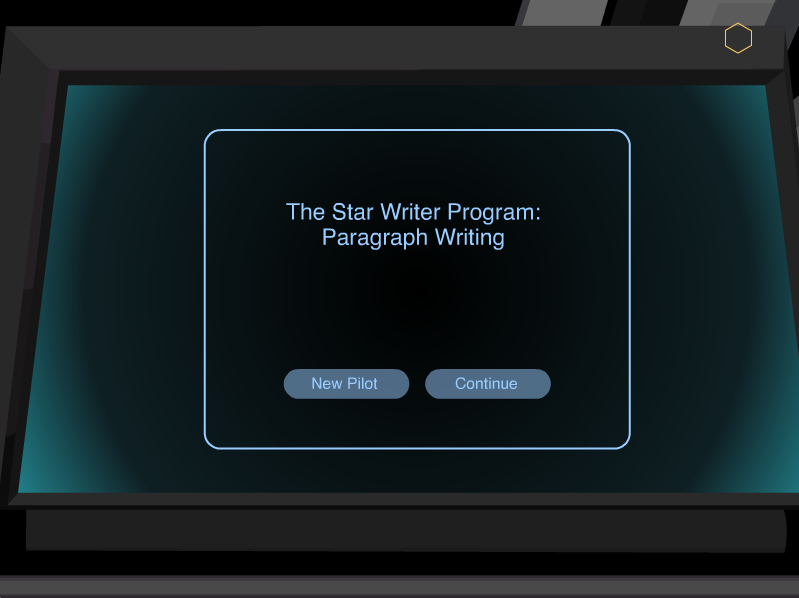 The Star Writer Program:
Paragraph Writing
New Pilot
Continue